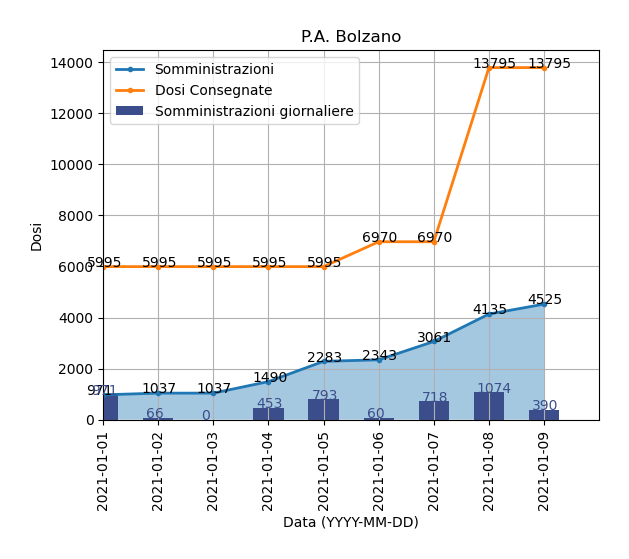 P.A. Bolzano
Somministrazioni
Dosi Consegnate
Somministrazioni giornaliere
Dosi
14000
12000
10000
8000
6000
4000
2000
0
13795 13795
6970 6970
5995 5995 5995 5995 5995
971 1037 1037 1490 2283 2343 3061 4135 4525
971 66 0 453 793 60 718 1074 390
2021-01-01
2021-01-02
2021-01-03
2021-01-04
2021-01-05
2021-01-06
2021-01-07
2021-01-08
2021-01-09
Data (YYYY-MM-DD)